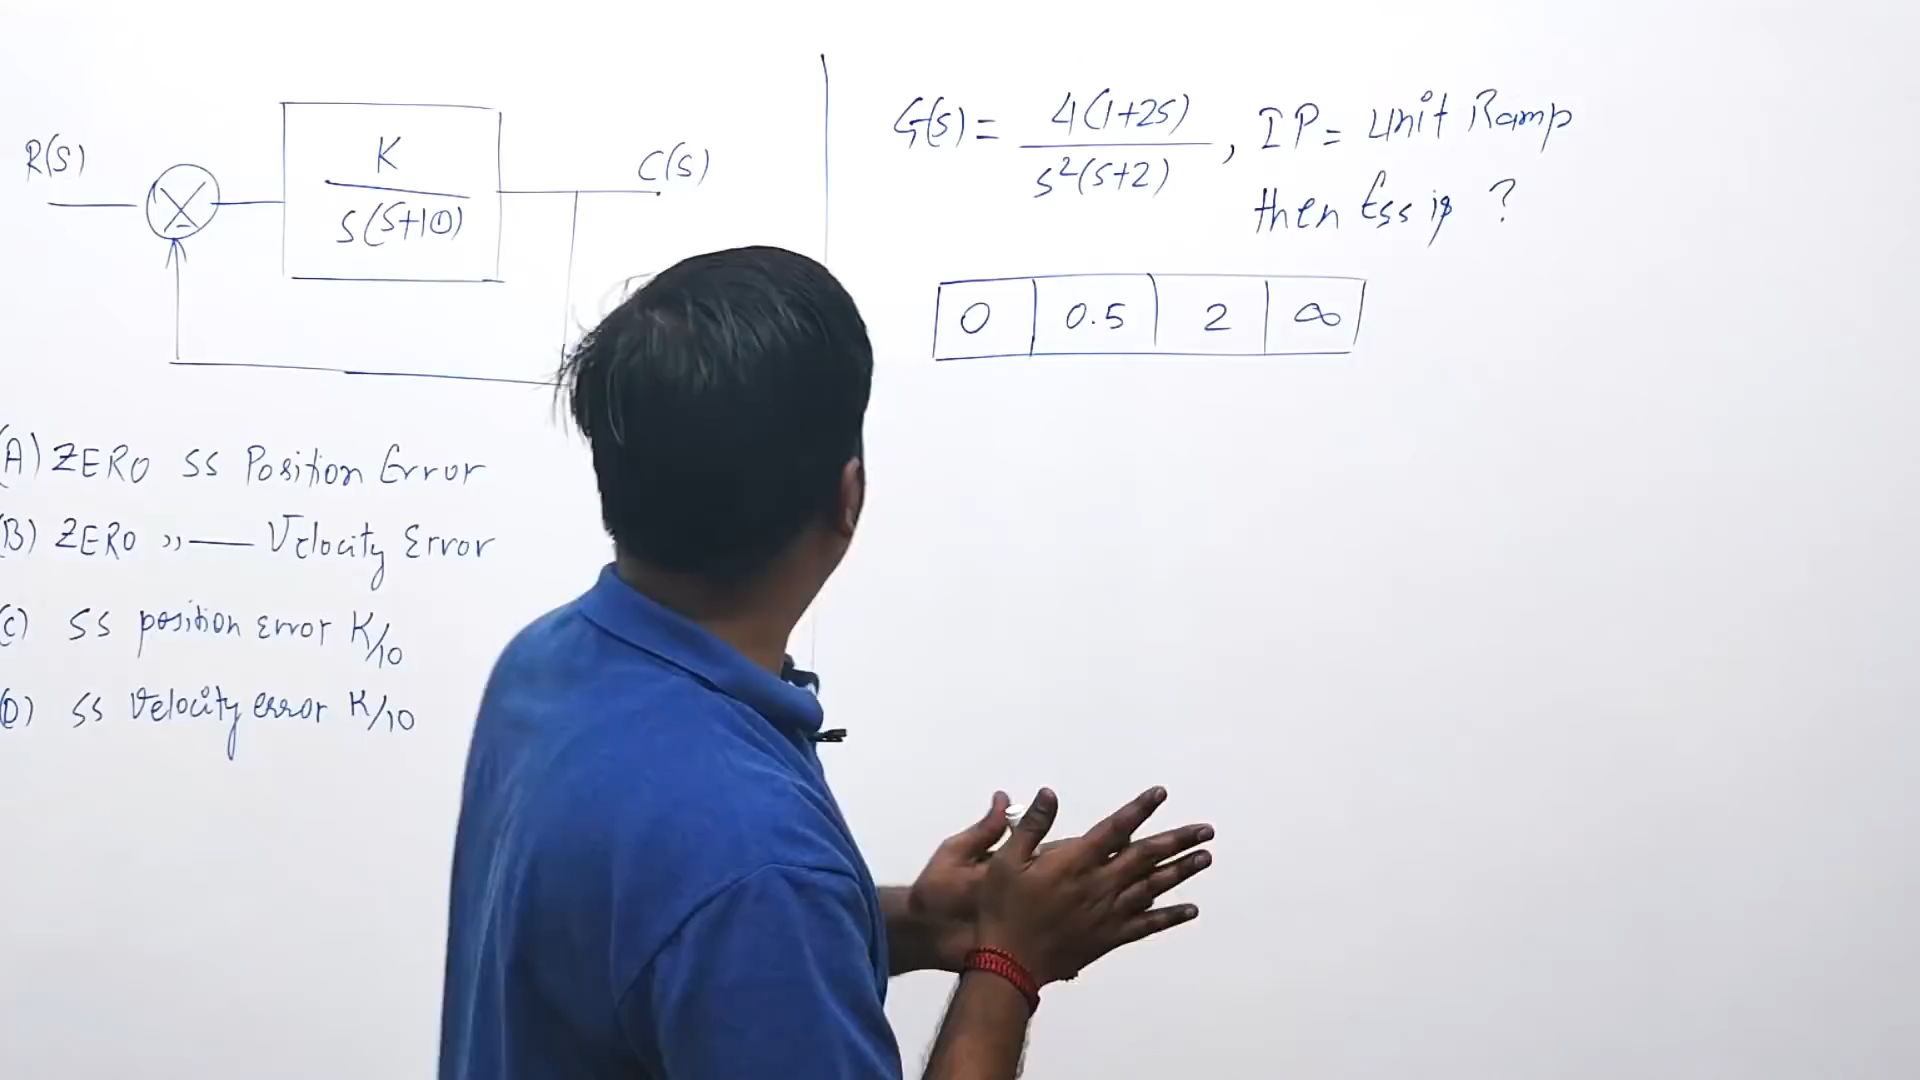 R(S)
K
S(S+10)
C(S)
(A) ZERO SS Position Error
(B) ZERO ,,— Velocity Error
(C) SS position error K/10
(D) SS Velocity error K/10
G(s) = 4(1+2S) / S²(S+2) , IP = Unit Ramp
then Ess is ?
0 0.5 2 ∞